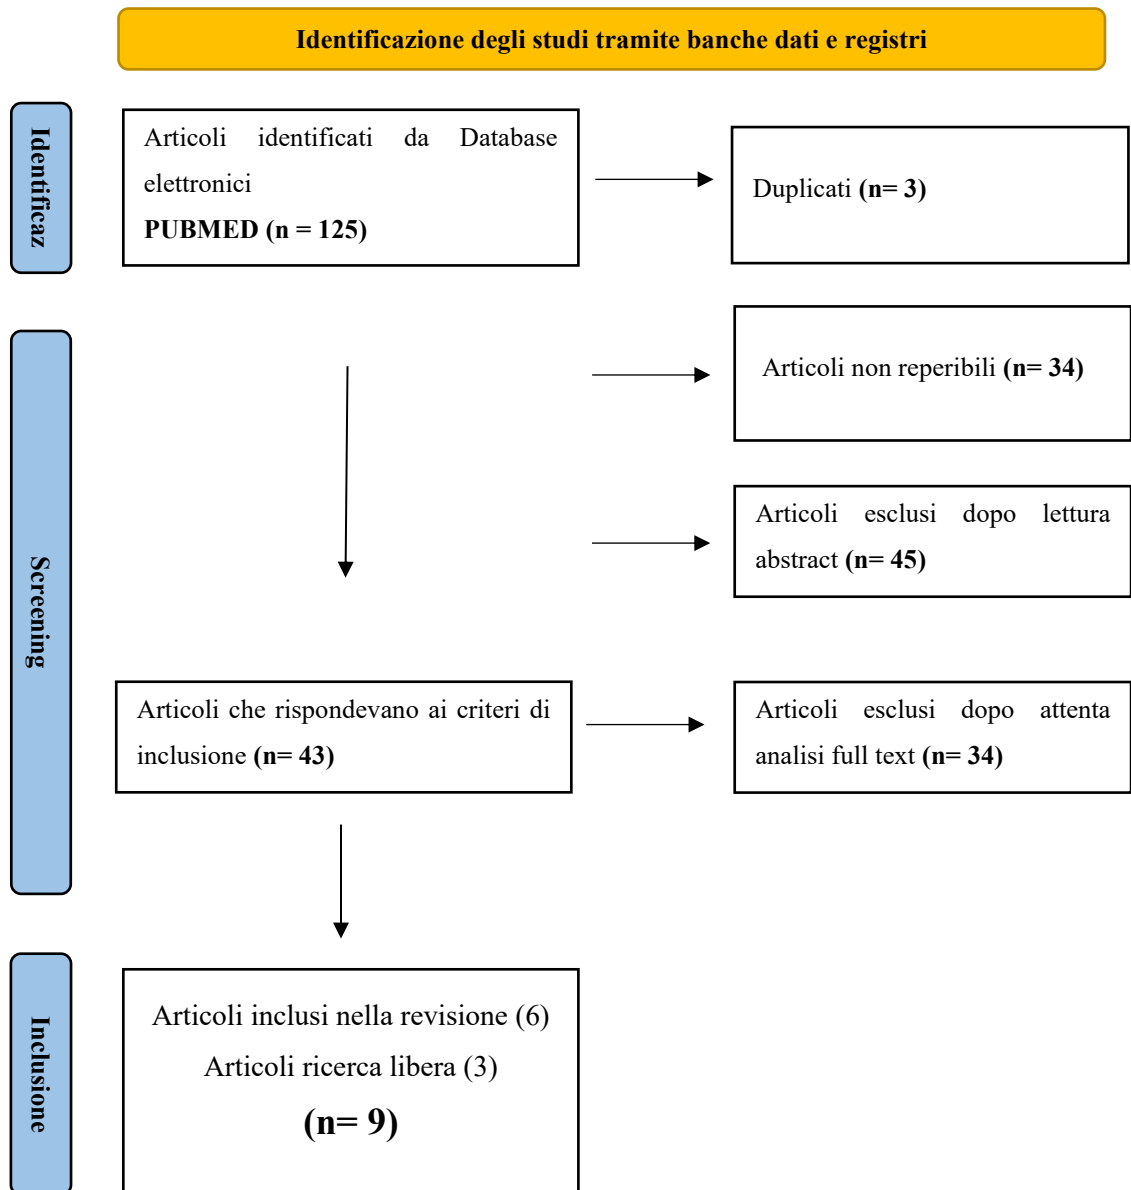 Identificazione degli studi tramite banche dati e registri
Identificaz
Articoli identificati da Database
elettronici
PUBMED (n = 125)
Duplicati (n= 3)
Screening
Articoli non reperibili (n= 34)
Articoli esclusi dopo lettura
abstract (n= 45)
Articoli che rispondevano ai criteri di
inclusione (n= 43)
Articoli esclusi dopo attenta
analisi full text (n= 34)
Inclusione
Articoli inclusi nella revisione (6)
Articoli ricerca libera (3)
(n= 9)